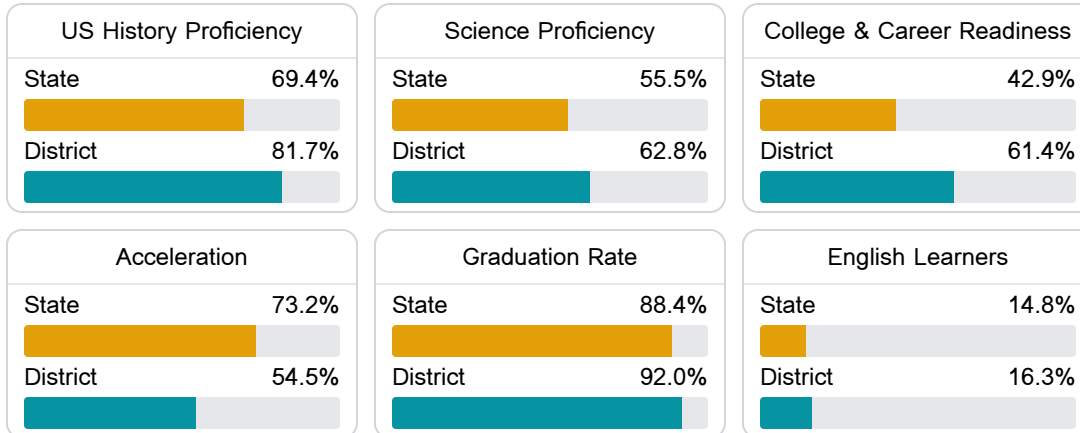 US History Proficiency
State 69.4%
District 81.7%
Science Proficiency
State 55.5%
District 62.8%
College & Career Readiness
State 42.9%
District 61.4%
Acceleration
State 73.2%
District 54.5%
Graduation Rate
State 88.4%
District 92.0%
English Learners
State 14.8%
District 16.3%